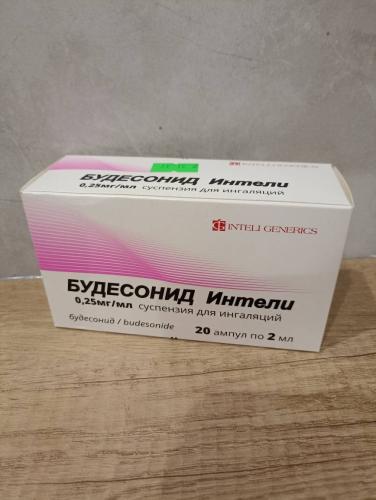 БУДЕСОНИД Интели
0,25мг/мл суспензия для ингаляций
INTELI GENERICS
БУДЕСОНИД Интели
0,25мг/мл суспензия для ингаляций
будесонид / budesonide
20 ампул по 2 мл